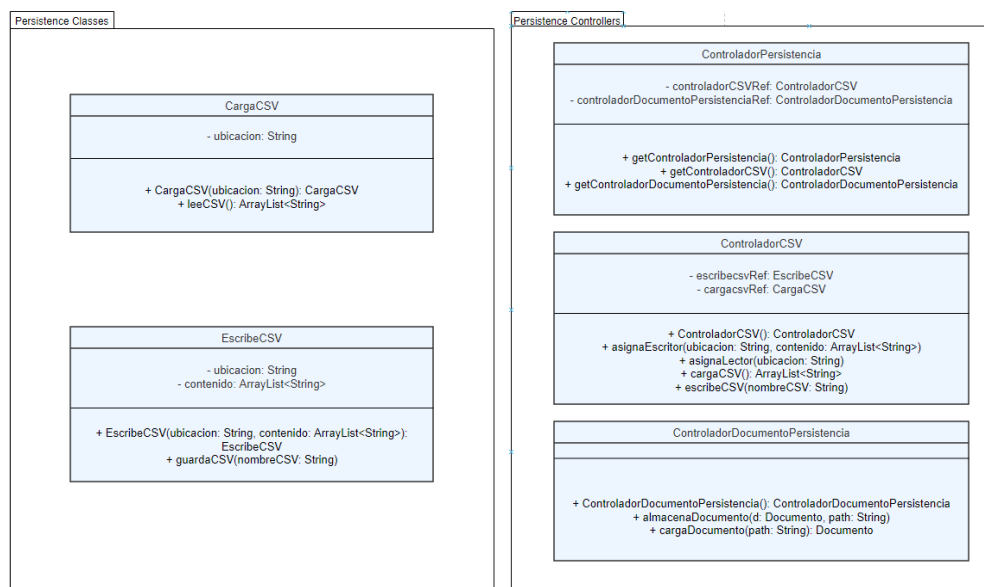 Persistence Classes
CargaCSV
- ubicacion: String
+ CargaCSV(ubicacion: String): CargaCSV
+ leeCSV(): ArrayList<String>
EscribeCSV
- ubicacion: String
- contenido: ArrayList<String>
+ EscribeCSV(ubicacion: String, contenido: ArrayList<String>):
EscribeCSV
+ guardaCSV(nombreCSV: String)
Persistence Controllers
ControladorPersistencia
- controladorCSVRef: ControladorCSV
- controladorDocumentoPersistenciaRef: ControladorDocumentoPersistencia
+ getControladorPersistencia(): ControladorPersistencia
+ getControladorCSV(): ControladorCSV
+ getControladorDocumentoPersistencia(): ControladorDocumentoPersistencia
ControladorCSV
- escribecsvRef: EscribeCSV
- cargacsvRef: CargaCSV
+ ControladorCSV(): ControladorCSV
+ asignaEscritor(ubicacion: String, contenido: ArrayList<String>)
+ asignaLector(ubicacion: String)
+ cargaCSV(): ArrayList<String>
+ escribeCSV(nombreCSV: String)
ControladorDocumentoPersistencia
+ ControladorDocumentoPersistencia(): ControladorDocumentoPersistencia
+ almacenaDocumento(d: Documento, path: String)
+ cargaDocumento(path: String): Documento